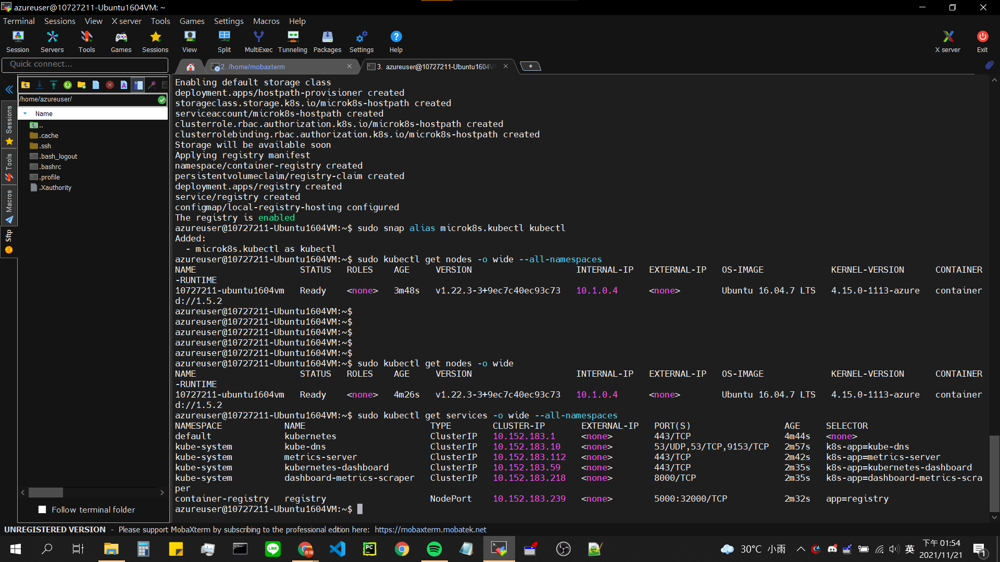 azureuser@10727211-Ubuntu1604VM: ~
Terminal Sessions View X server Tools Games Settings Macros Help
Session Servers Tools Games Sessions View Split MultiExec Tunneling Packages Settings Help X server Exit
Quick connect...
2. /home/mobaxterm
3. azureuser@10727211-Ubuntu1604VM
/home/azureuser/
Name
..
.cache
.ssh
.bash_logout
.bashrc
.profile
.Xauthority
Sessions
Tools
Macros
Sftp
Follow terminal folder
Enabling default storage class
deployment.apps/hostpath-provisioner created
storageclass.storage.k8s.io/microk8s-hostpath created
serviceaccount/microk8s-hostpath created
clusterrole.rbac.authorization.k8s.io/microk8s-hostpath created
clusterrolebinding.rbac.authorization.k8s.io/microk8s-hostpath created
Storage will be available soon
Applying registry manifest
namespace/container-registry created
persistentvolumeclaim/registry-claim created
deployment.apps/registry created
service/registry created
configmap/local-registry-hosting configured
The registry is enabled
azureuser@10727211-Ubuntu1604VM:~$ sudo snap alias microk8s.kubectl kubectl
Added:
  - microk8s.kubectl as kubectl
azureuser@10727211-Ubuntu1604VM:~$ sudo kubectl get nodes -o wide --all-namespaces
NAME STATUS ROLES AGE VERSION INTERNAL-IP EXTERNAL-IP OS-IMAGE KERNEL-VERSION CONTAINER
-RUNTIME
10727211-ubuntu1604vm Ready <none> 3m48s v1.22.3-3+9ec7c40ec93c73 10.1.0.4 <none> Ubuntu 16.04.7 LTS 4.15.0-1113-azure container
d://1.5.2
azureuser@10727211-Ubuntu1604VM:~$
azureuser@10727211-Ubuntu1604VM:~$
azureuser@10727211-Ubuntu1604VM:~$
azureuser@10727211-Ubuntu1604VM:~$
azureuser@10727211-Ubuntu1604VM:~$
azureuser@10727211-Ubuntu1604VM:~$ sudo kubectl get nodes -o wide
NAME STATUS ROLES AGE VERSION INTERNAL-IP EXTERNAL-IP OS-IMAGE KERNEL-VERSION CONTAINER
-RUNTIME
10727211-ubuntu1604vm Ready <none> 4m26s v1.22.3-3+9ec7c40ec93c73 10.1.0.4 <none> Ubuntu 16.04.7 LTS 4.15.0-1113-azure container
d://1.5.2
azureuser@10727211-Ubuntu1604VM:~$ sudo kubectl get services -o wide --all-namespaces
NAMESPACE NAME TYPE CLUSTER-IP EXTERNAL-IP PORT(S) AGE SELECTOR
default kubernetes ClusterIP 10.152.183.1 <none> 443/TCP 4m44s <none>
kube-system kube-dns ClusterIP 10.152.183.10 <none> 53/UDP,53/TCP,9153/TCP 2m57s k8s-app=kube-dns
kube-system metrics-server ClusterIP 10.152.183.112 <none> 443/TCP 2m42s k8s-app=metrics-server
kube-system kubernetes-dashboard ClusterIP 10.152.183.59 <none> 443/TCP 2m35s k8s-app=kubernetes-dashboard
kube-system dashboard-metrics-scraper ClusterIP 10.152.183.218 <none> 8000/TCP 2m35s k8s-app=dashboard-metrics-scra
per
container-registry registry NodePort 10.152.183.239 <none> 5000:32000/TCP 2m32s app=registry
azureuser@10727211-Ubuntu1604VM:~$
UNREGISTERED VERSION - Please support MobaXterm by subscribing to the professional edition here: https://mobaxterm.mobatek.net
30°C 小雨
英
下午 01:54
2021/11/21
1